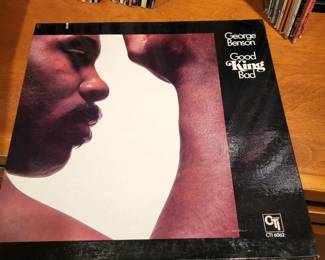 George
Benson
Good
King
Bad
CTi
CTI 6062